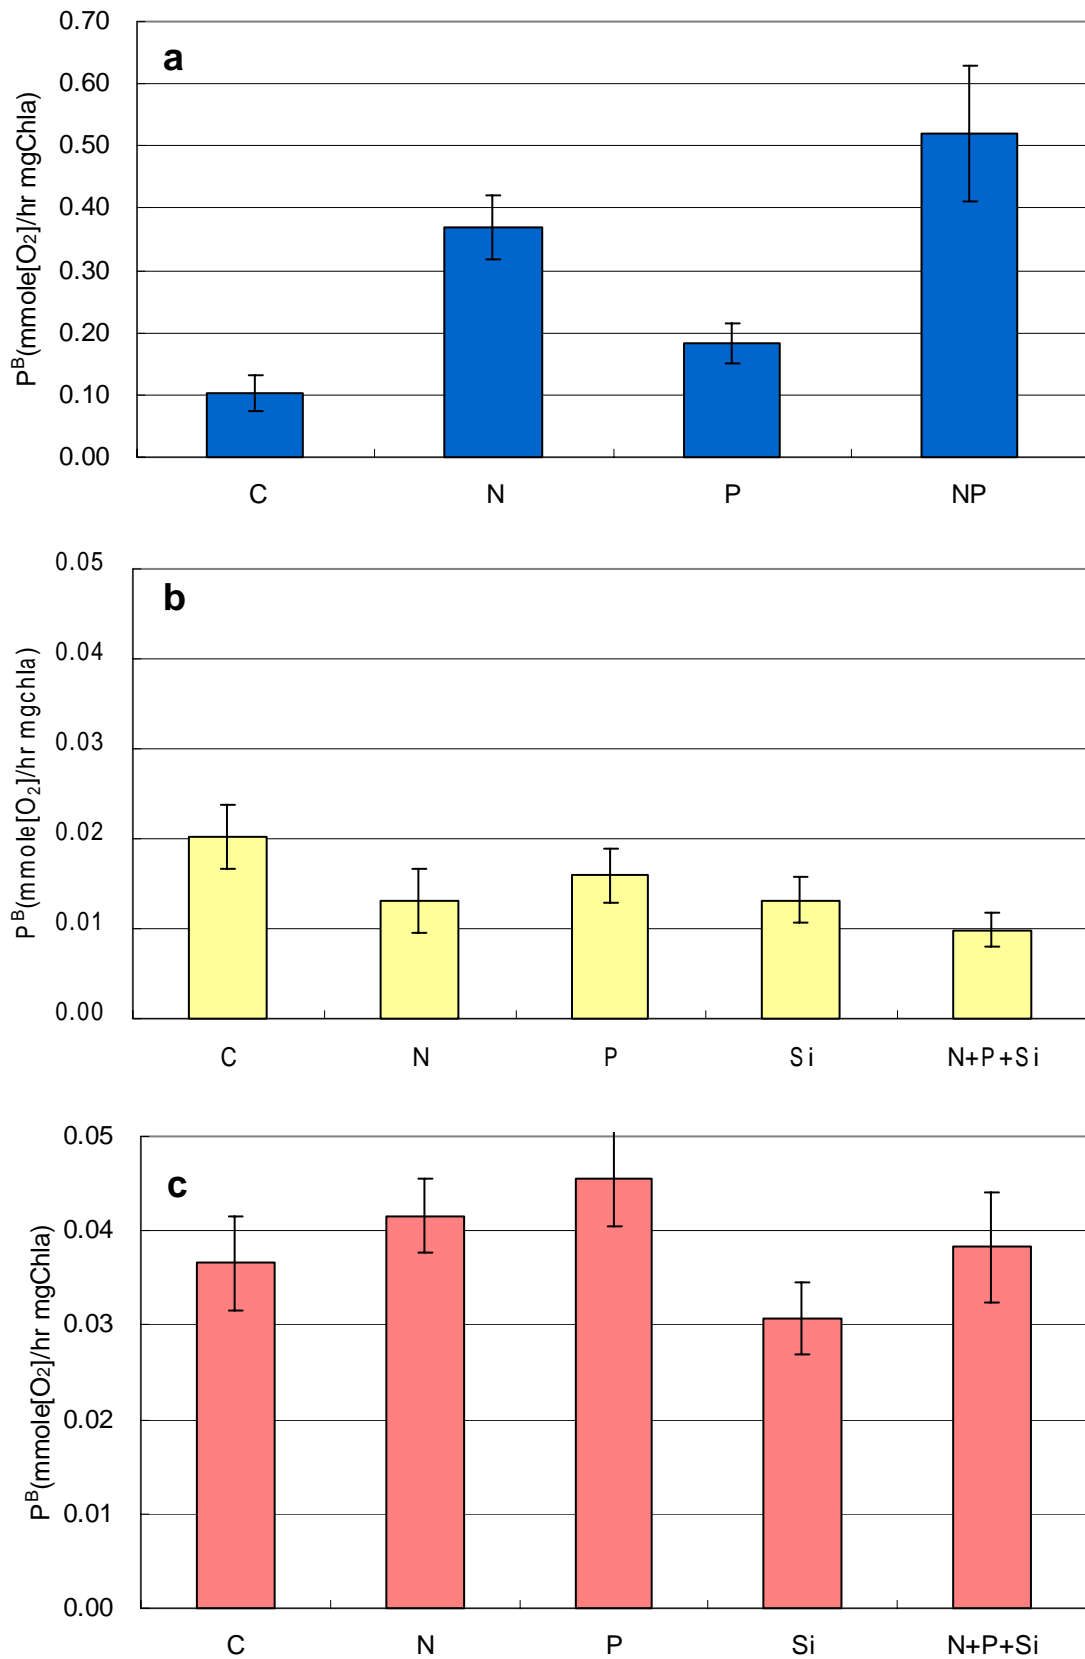 0.70
a
0.60
0.50
0.40
0.30
0.20
0.10
0.00
P^B(mmole[O₂]/hr mgChla)
C N P NP
0.05
b
0.04
0.03
0.02
0.01
0.00
P^B(mmole[O₂]/hr mgchla)
C N P Si N+P+Si
0.05
c
0.04
0.03
0.02
0.01
0.00
P^B(mmole[O₂]/hr mgChla)
C N P Si N+P+Si